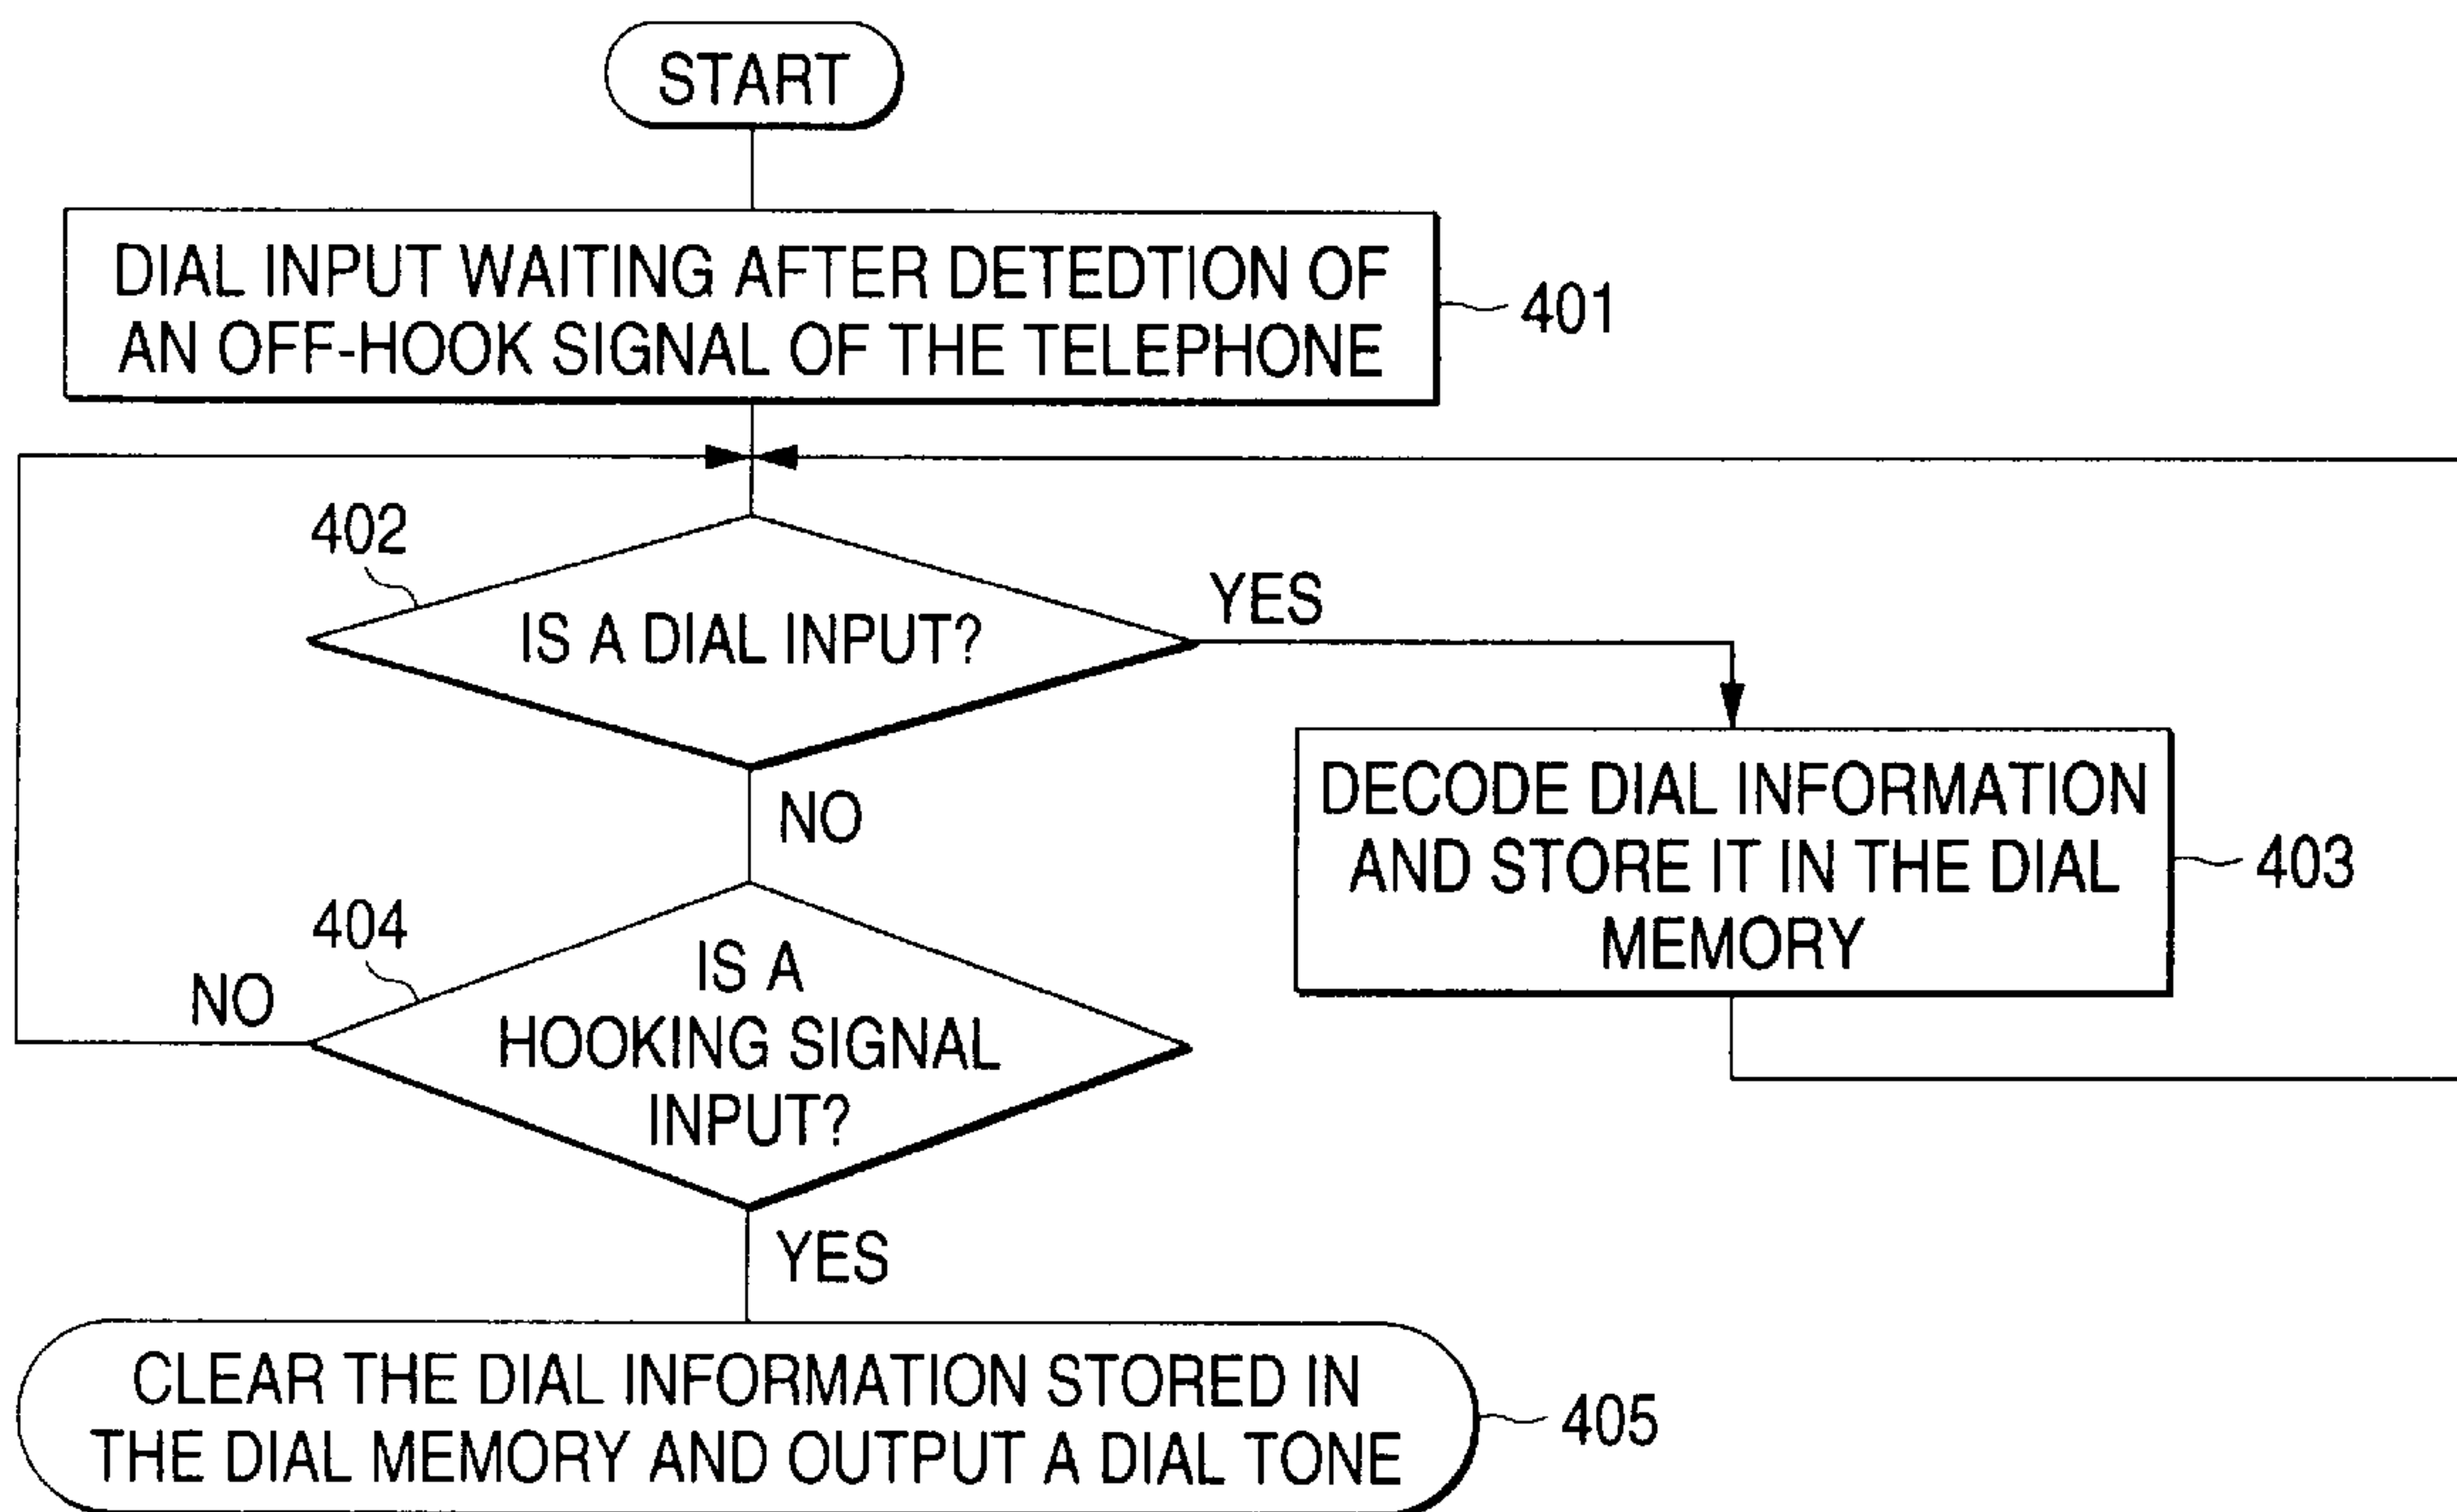 START
DIAL INPUT WAITING AFTER DETEDTION OF
AN OFF-HOOK SIGNAL OF THE TELEPHONE
401
402
IS A DIAL INPUT?
YES
NO
DECODE DIAL INFORMATION
AND STORE IT IN THE DIAL
MEMORY
403
404
NO
IS A
HOOKING SIGNAL
INPUT?
YES
CLEAR THE DIAL INFORMATION STORED IN
THE DIAL MEMORY AND OUTPUT A DIAL TONE
405